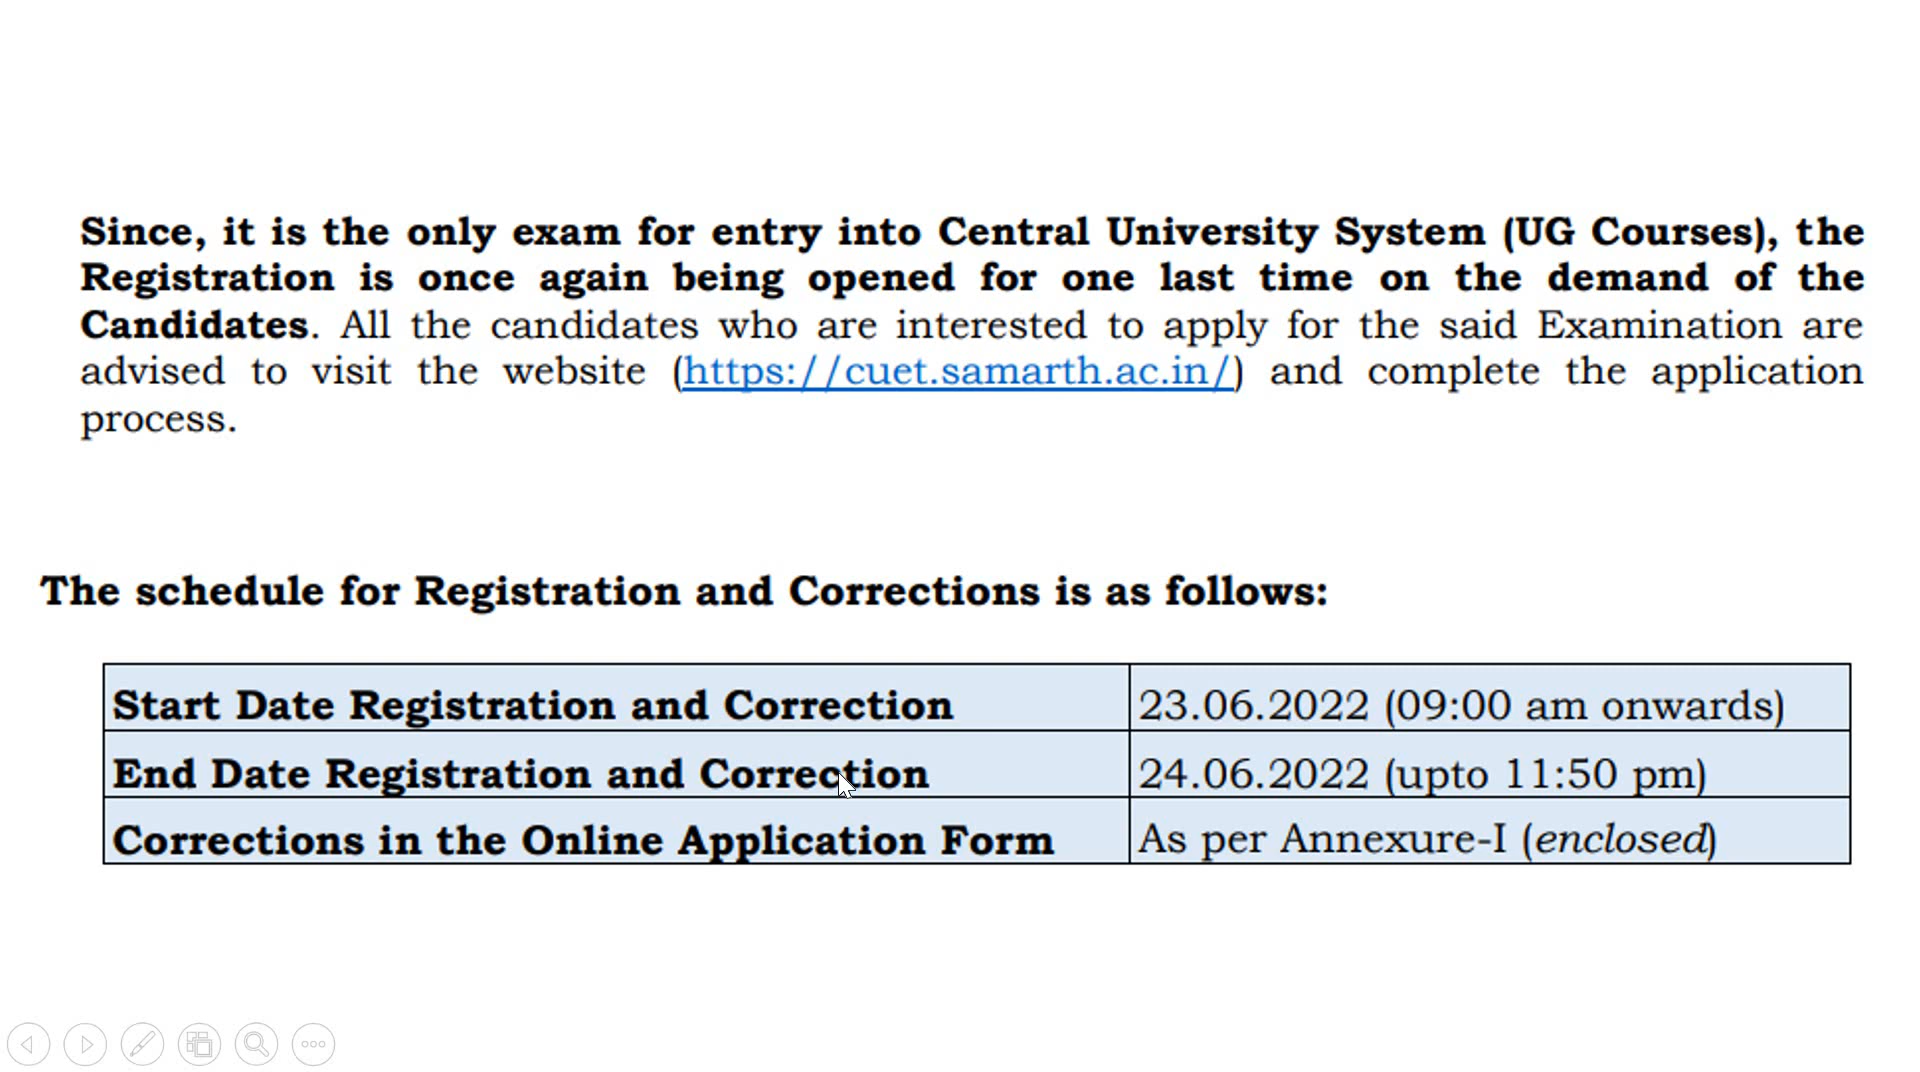 Since, it is the only exam for entry into Central University System (UG Courses), the
Registration is once again being opened for one last time on the demand of the
Candidates. All the candidates who are interested to apply for the said Examination are
advised to visit the website (https://cuet.samarth.ac.in/) and complete the application
process.
The schedule for Registration and Corrections is as follows:
Start Date Registration and Correction 23.06.2022 (09:00 am onwards)
End Date Registration and Correction 24.06.2022 (upto 11:50 pm)
Corrections in the Online Application Form As per Annexure-I (enclosed)